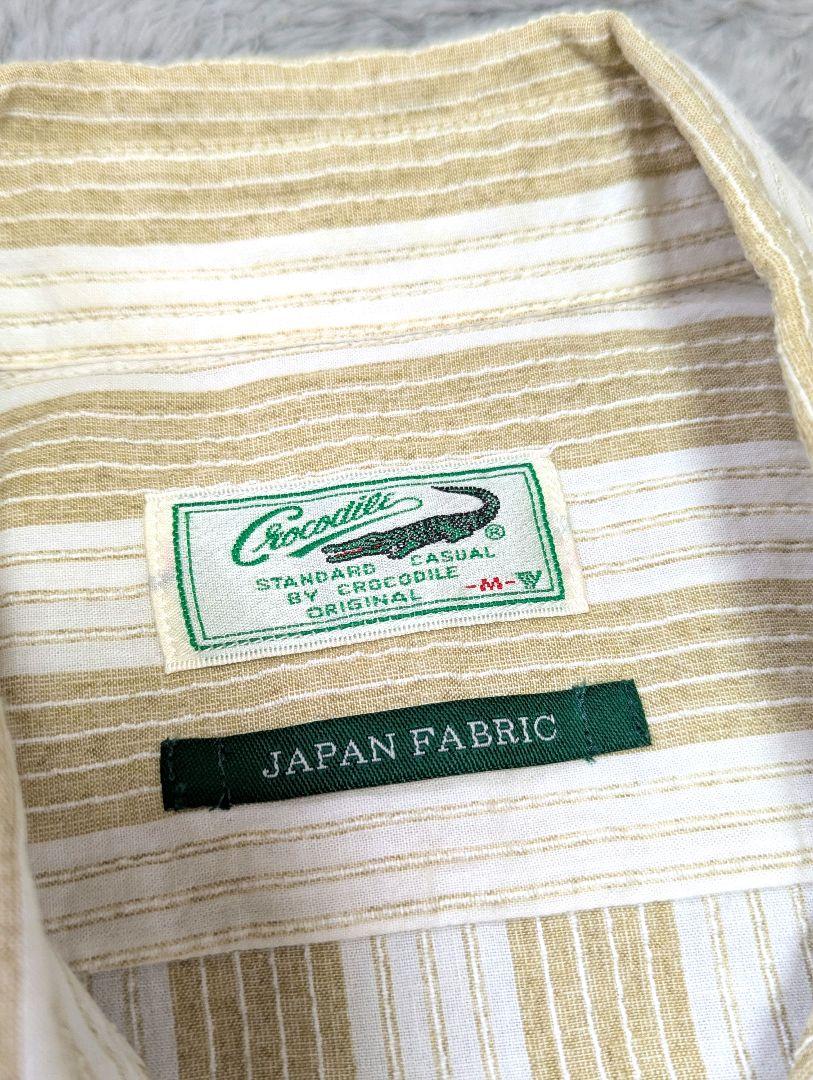 Crocodile ®
STANDARD CASUAL
BY CROCODILE
ORIGINAL -M-
JAPAN FABRIC